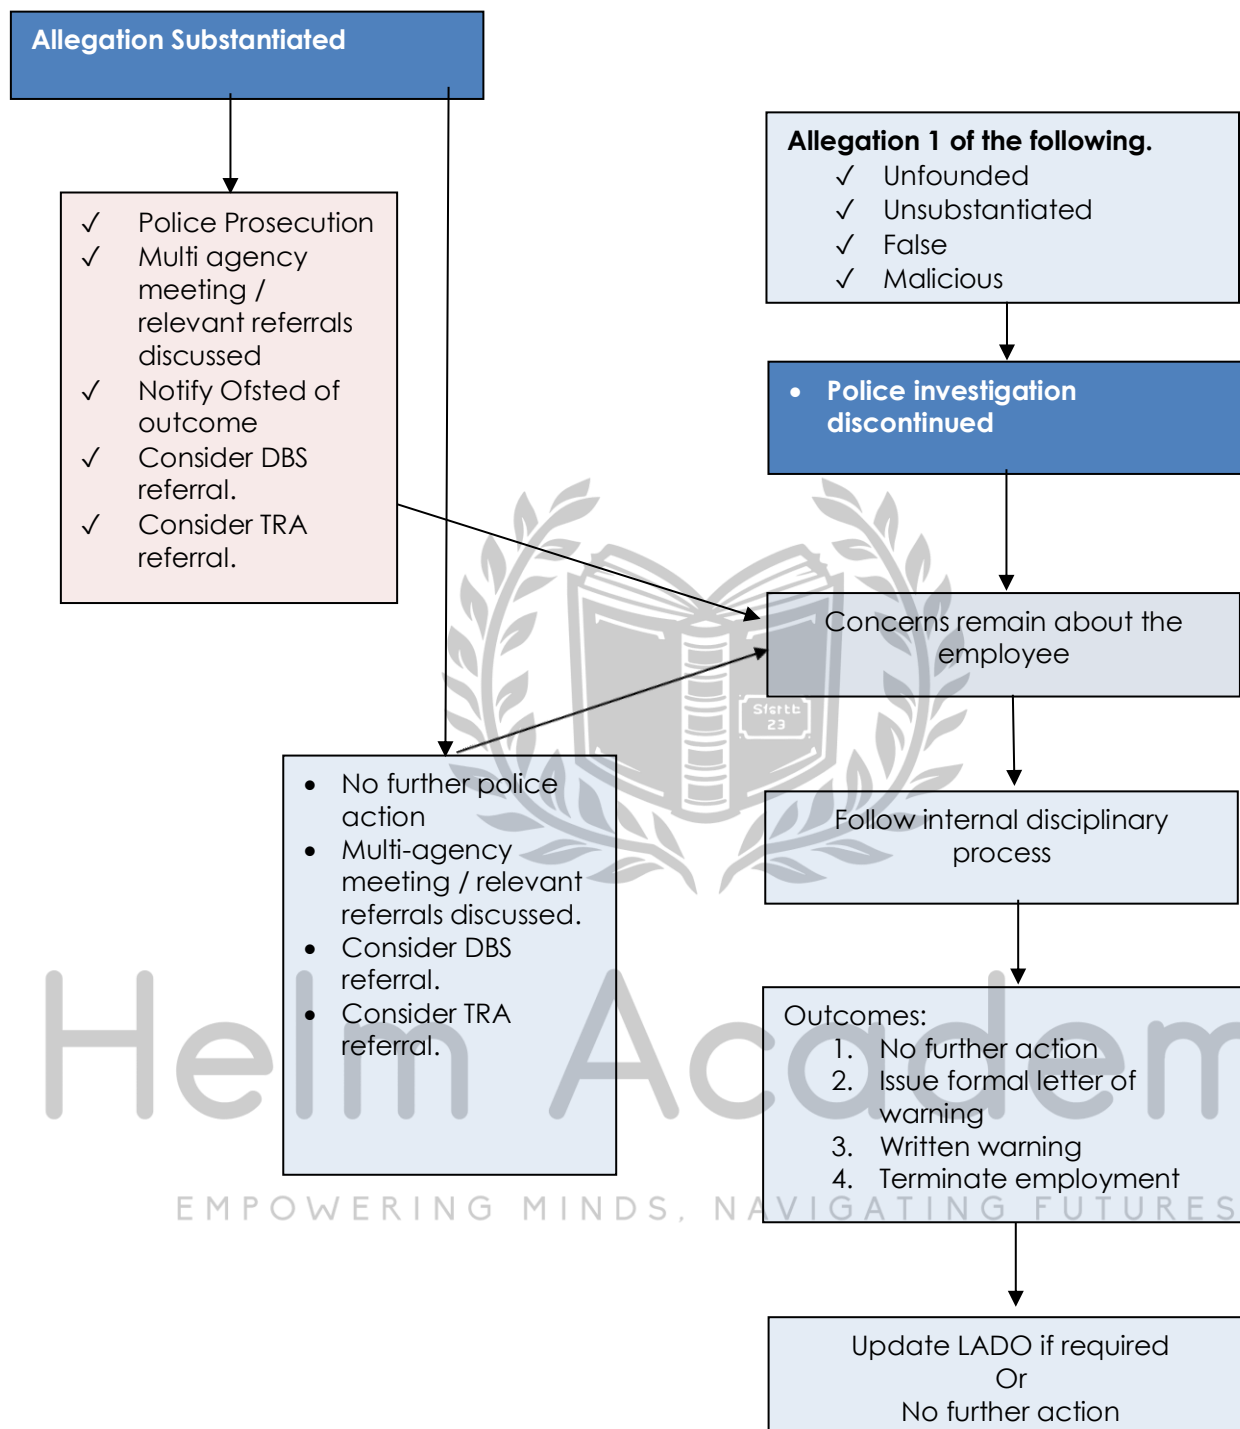 Allegation Substantiated
Allegation 1 of the following.
✓ Unfounded
✓ Unsubstantiated
✓ False
✓ Malicious
✓ Police Prosecution
✓ Multi agency
meeting /
relevant referrals
discussed
✓ Notify Ofsted of
outcome
✓ Consider DBS
referral.
✓ Consider TRA
referral.
• Police investigation
discontinued
Concerns remain about the
employee
• No further police
action
• Multi-agency
meeting / relevant
referrals discussed.
• Consider DBS
referral.
• Consider TRA
referral.
Follow internal disciplinary
process
Outcomes:
1. No further action
2. Issue formal letter of
warning
3. Written warning
4. Terminate employment
Update LADO if required
Or
No further action
Helm Academ
EMPOWERING MINDS, NAVIGATING FUTURES
23